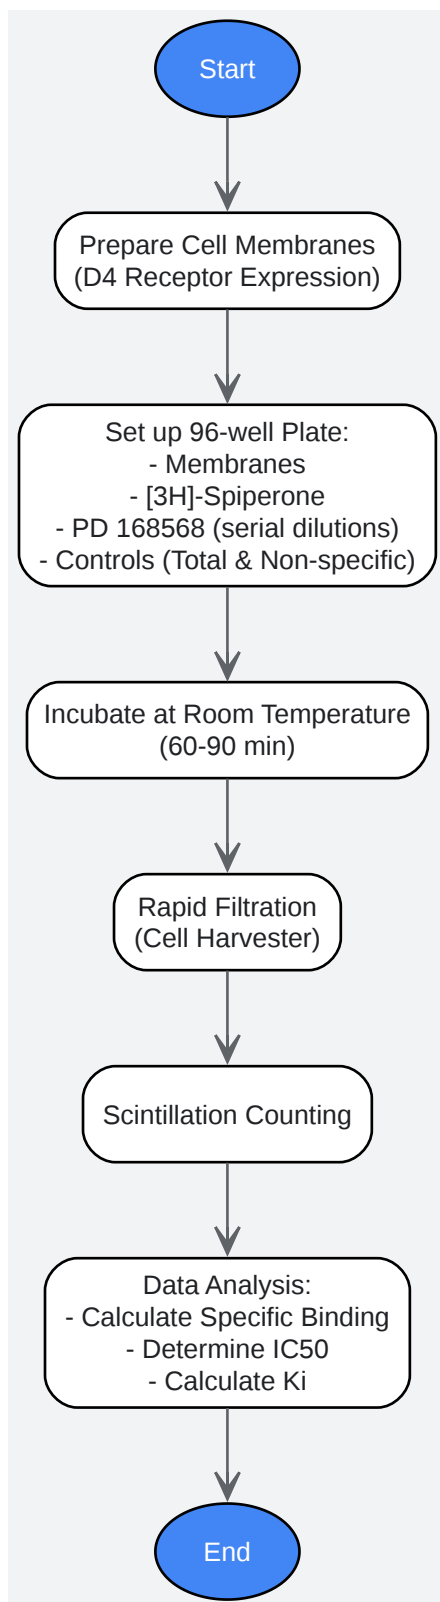 Start
Prepare Cell Membranes
(D4 Receptor Expression)
Set up 96-well Plate:
- Membranes
- [3H]-Spiperone
- PD 168568 (serial dilutions)
- Controls (Total & Non-specific)
Incubate at Room Temperature
(60-90 min)
Rapid Filtration
(Cell Harvester)
Scintillation Counting
Data Analysis:
- Calculate Specific Binding
- Determine IC50
- Calculate Ki
End